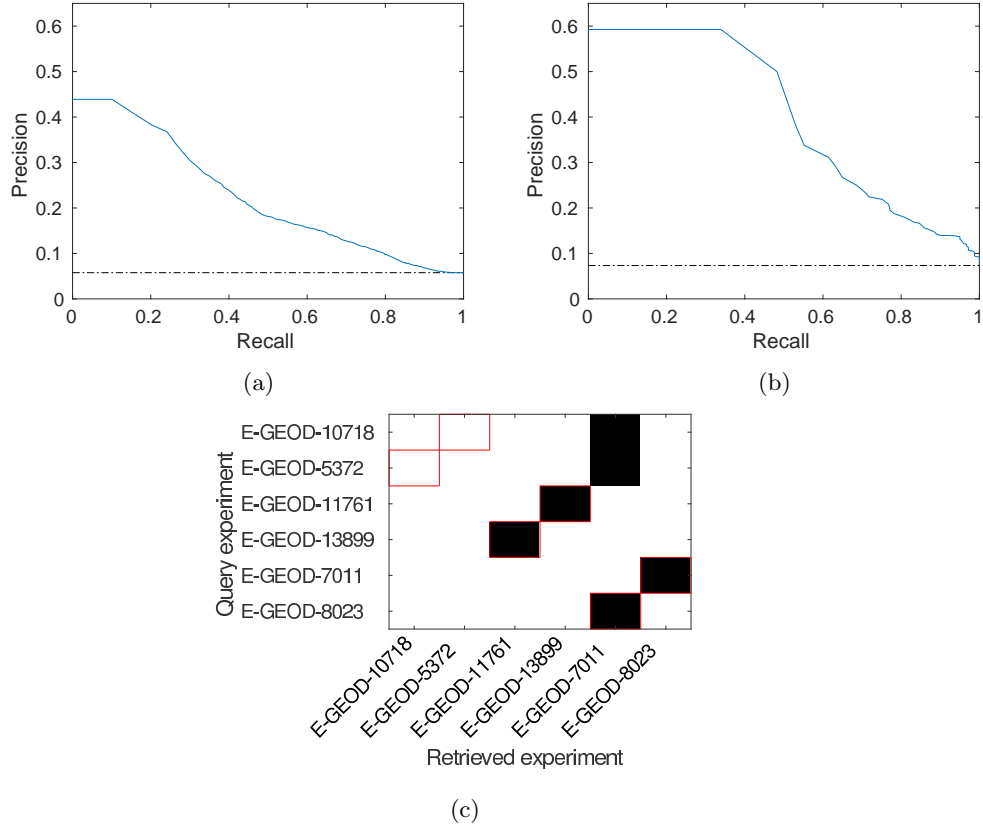 0.6
0.5
0.4
0.3
0.2
0.1
0
Precision
0 0.2 0.4 0.6 0.8 1
Recall
(a)
0.6
0.5
0.4
0.3
0.2
0.1
0
Precision
0 0.2 0.4 0.6 0.8 1
Recall
(b)
Query experiment
E-GEOD-10718
E-GEOD-5372
E-GEOD-11761
E-GEOD-13899
E-GEOD-7011
E-GEOD-8023
E-GEOD-10718
E-GEOD-5372
E-GEOD-11761
E-GEOD-13899
E-GEOD-7011
E-GEOD-8023
Retrieved experiment
(c)